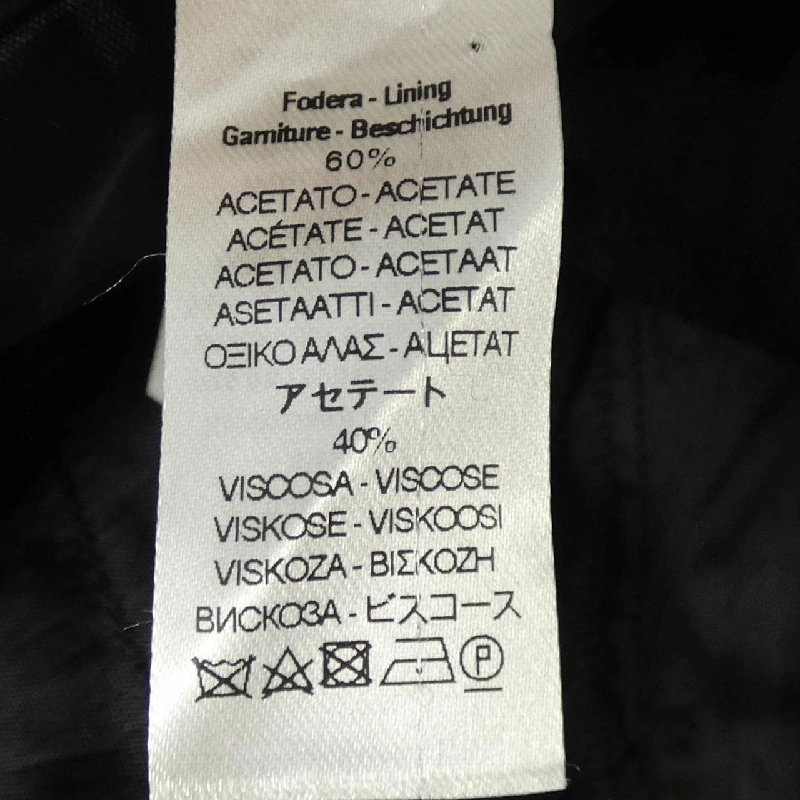 Fodera - Lining
Garniture - Beschichtung
60%
ACETATO - ACETATE
ACÉTATE - ACETAT
ACETATO - ACETAAT
ASETAATTI - ACETAT
ΟΞΙΚΟ ΑΛΑΣ - АЦЕТАТ
アセテート
40%
VISCOSA - VISCOSE
VISKOSE - VISKOOSI
VISKOZA - ΒΙΣΚΟΖΗ
ВИСКОЗА - ビスコース
P